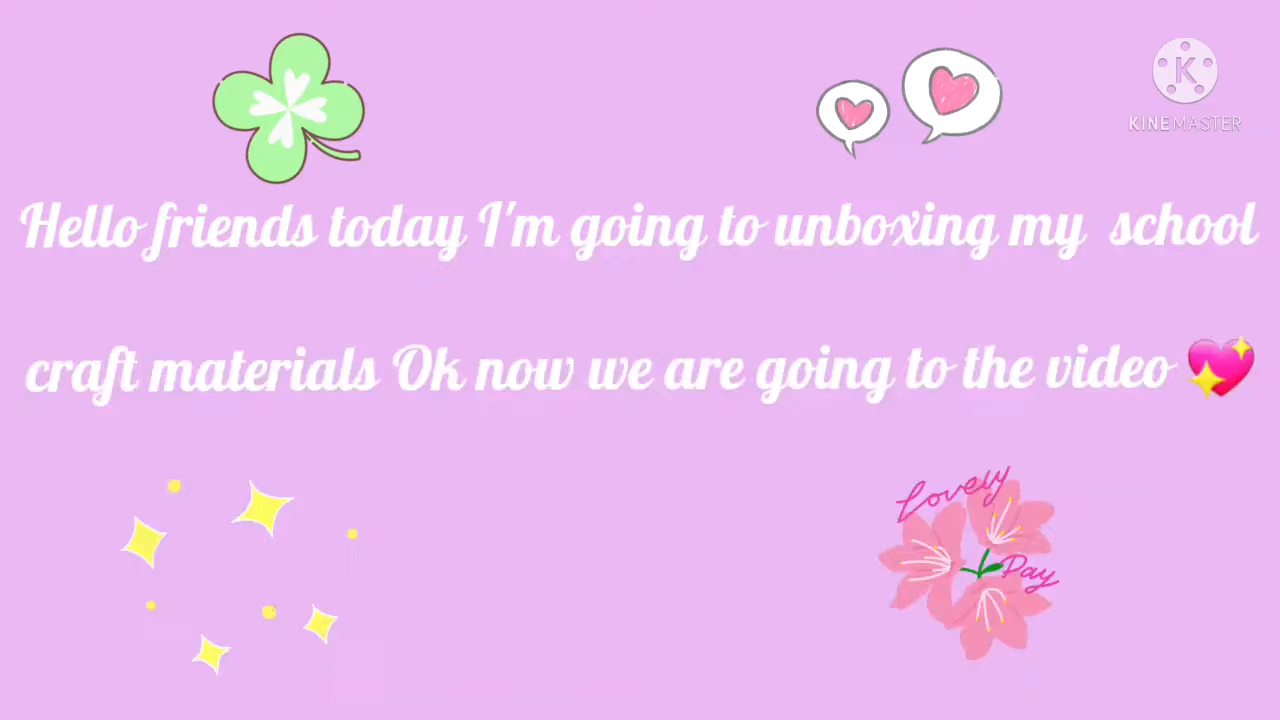 K
KINEMASTER
Hello friends today I'm going to unboxing my school
craft materials Ok now we are going to the video 💖
Lovely
Day